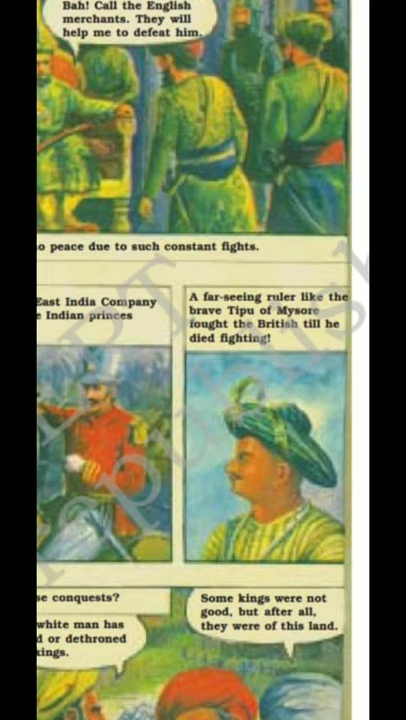 Bah! Call the English
merchants. They will
help me to defeat him.
o peace due to such constant fights.
East India Company
e Indian princes
A far-seeing ruler like the
brave Tipu of Mysore
fought the British till he
died fighting!
se conquests?
white man has
d or dethroned
kings.
Some kings were not
good, but after all,
they were of this land.